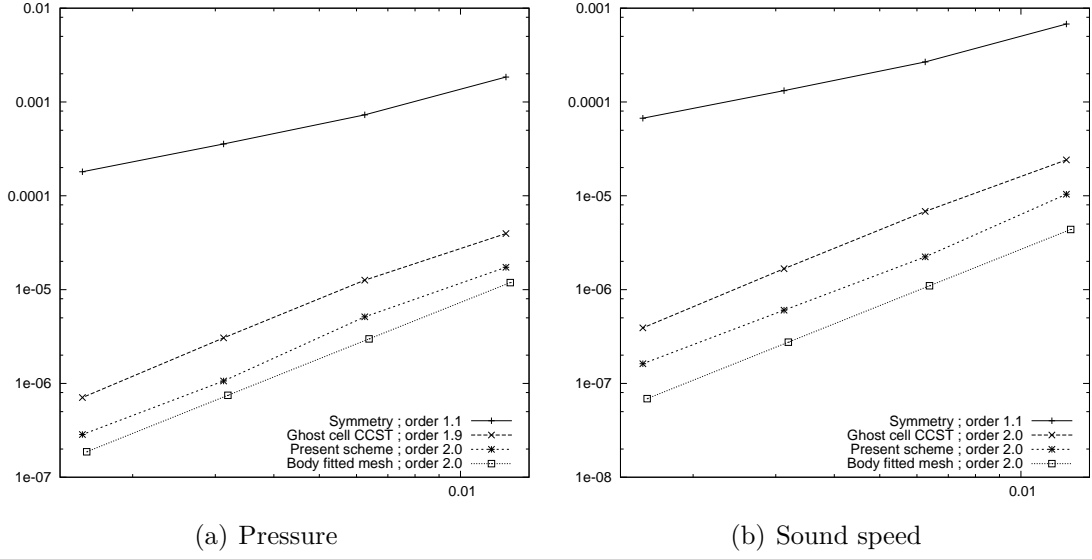 0.01
0.001
0.0001
1e-05
1e-06
1e-07
0.01
Symmetry ; order 1.1
Ghost cell CCST ; order 1.9
Present scheme ; order 2.0
Body fitted mesh ; order 2.0
(a) Pressure
0.001
0.0001
1e-05
1e-06
1e-07
1e-08
0.01
Symmetry ; order 1.1
Ghost cell CCST ; order 2.0
Present scheme ; order 2.0
Body fitted mesh ; order 2.0
(b) Sound speed